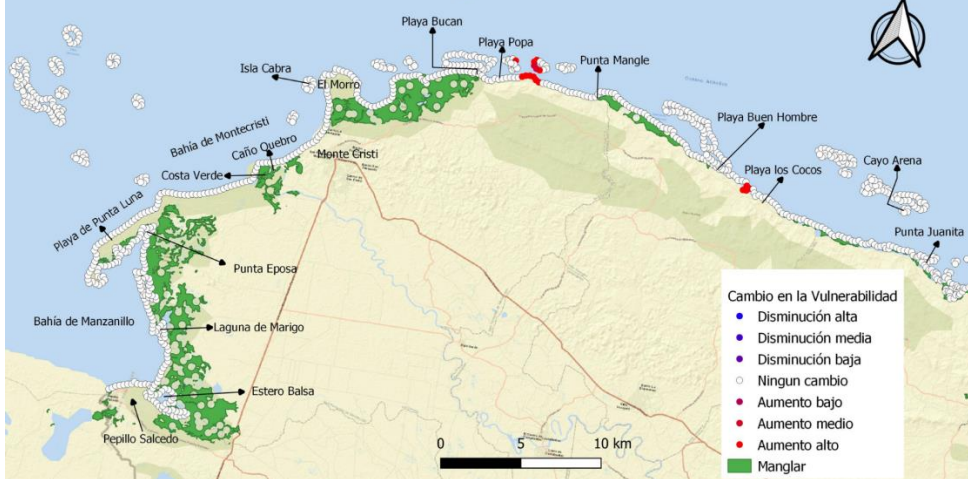 Playa Bucan
Playa Popa
Isla Cabra
El Morro
Punta Mangle
Bahía de Montecristi
Caño Quebro
Monte Cristi
Costa Verde
Playa Buen Hombre
Cayo Arena
Playa los Cocos
Playa de Punta Luna
Punta Juanita
Punta Eposa
Bahía de Manzanillo
Laguna de Marigo
Estero Balsa
Pepillo Salcedo
0 5 10 km
Cambio en la Vulnerabilidad
Disminución alta
Disminución media
Disminución baja
Ningun cambio
Aumento bajo
Aumento medio
Aumento alto
Manglar